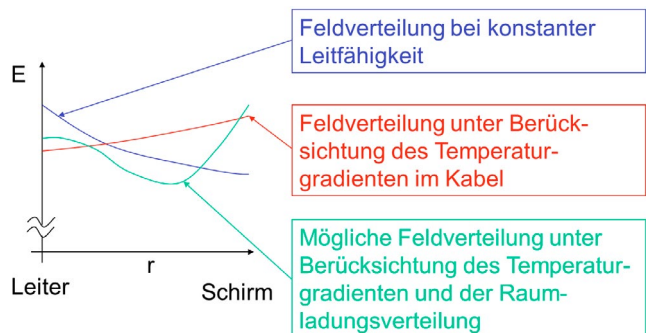 Feldverteilung bei konstanter
Leitfähigkeit
E
Feldverteilung unter Berück-
sichtung des Temperatur-
gradienten im Kabel
Mögliche Feldverteilung unter
Berücksichtung des Temperatur-
gradienten und der Raum-
ladungsverteilung
r
Leiter
Schirm